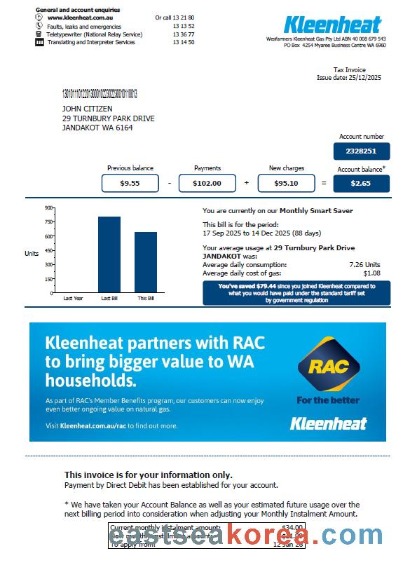 General and account enquiries
www.kleenheat.com.au Or call 13 21 80
Faults, leaks and emergencies 13 13 52
Teletypewriter (National Relay Service) 13 36 77
Translating and Interpreter Services 13 14 50
Kleenheat
Wesfarmers Kleenheat Gas Pty Ltd ABN 40 008 679 543
PO Box 4254 Myaree Business Centre WA 6960
Tax Invoice
Issue date: 25/12/2025
JOHN CITIZEN
29 TURNBURY PARK DRIVE
JANDAKOT WA 6164
Account number
2328251
Previous balance Payments New charges Account balance*
$9.55 - $102.00 + $95.10 = $2.65
900
750
600
450
300
150
0
Units
Last Year Last Bill This Bill
You are currently on our Monthly Smart Saver
This bill is for the period:
17 Sep 2025 to 14 Dec 2025 (88 days)
Your average usage at 29 Turnbury Park Drive
JANDAKOT was:
Average daily consumption: 7.26 Units
Average daily cost of gas: $1.08
You've saved $79.44 since you joined Kleenheat compared to
what you would have paid under the standard tariff set
by government regulation
Kleenheat partners with RAC
to bring bigger value to WA
households.
As part of RAC's Member Benefits program, our customers can now enjoy
even better ongoing value on natural gas.
Visit Kleenheat.com.au/rac to find out more.
RAC
For the better
Kleenheat
This invoice is for your information only.
Payment by Direct Debit has been established for your account.
* We have taken your Account Balance as well as your estimated future usage over the
next billing period into consideration when adjusting your Monthly Instalment Amount.
Current monthly instalment amount: $34.00
To apply from: 12 Jan 26
eastseakorea.com